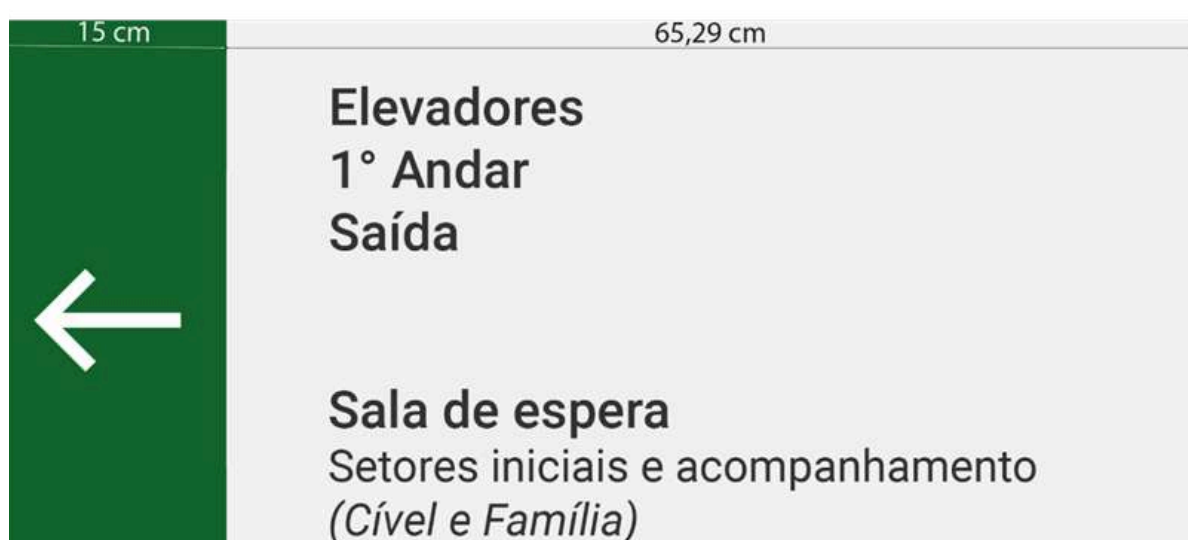 15 cm
65,29 cm
Elevadores
1° Andar
Saída
Sala de espera
Setores iniciais e acompanhamento
(Cível e Família)